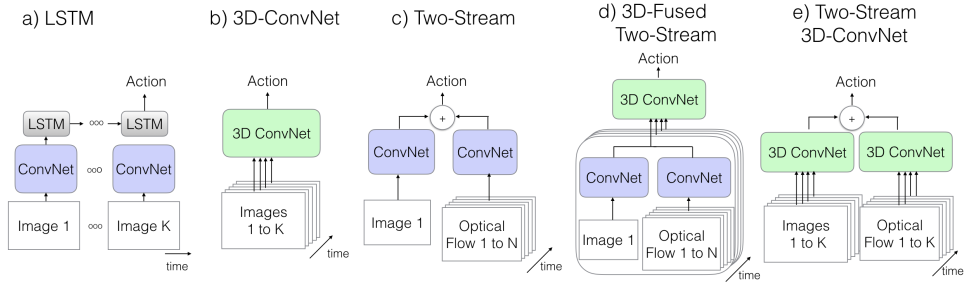 a) LSTM
Action
LSTM
ooo
LSTM
ConvNet
ooo
ConvNet
Image 1
ooo
Image K
time
b) 3D-ConvNet
Action
3D ConvNet
Images
1 to K
time
c) Two-Stream
Action
+
ConvNet
ConvNet
Image 1
Optical
Flow 1 to N
time
d) 3D-Fused
Two-Stream
Action
3D ConvNet
ConvNet
ConvNet
Image 1
Optical
Flow 1 to N
time
e) Two-Stream
3D-ConvNet
Action
+
3D ConvNet
3D ConvNet
Images
1 to K
Optical
Flow 1 to K
time